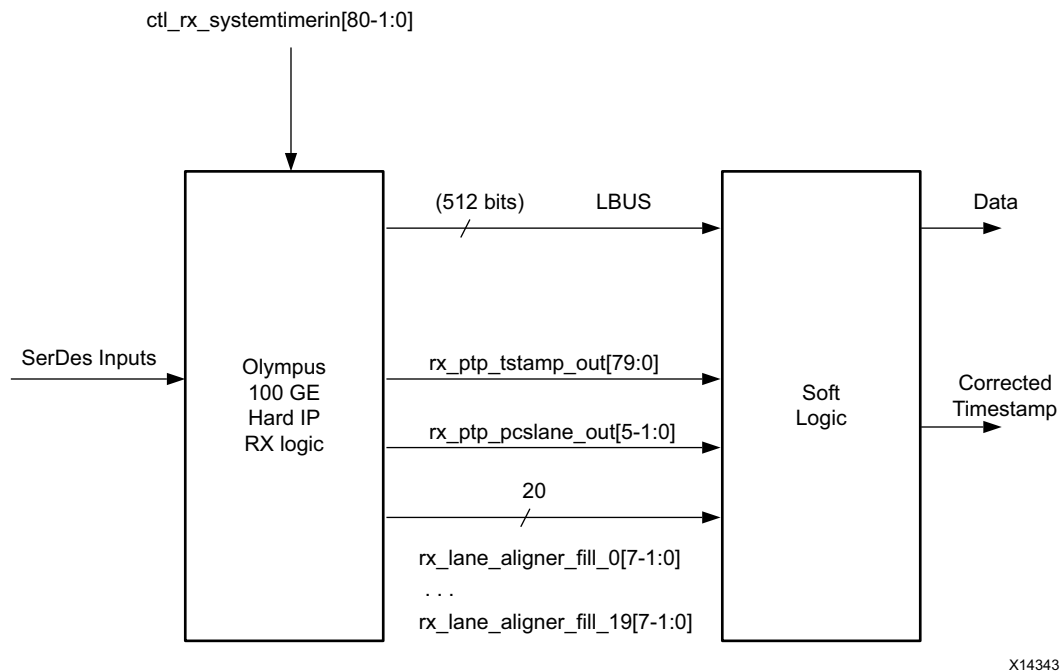 ctl_rx_systemtimerin[80-1:0]
(512 bits) LBUS
Data
SerDes Inputs
Olympus
100 GE
Hard IP
RX logic
rx_ptp_tstamp_out[79:0]
rx_ptp_pcslane_out[5-1:0]
Soft
Logic
Corrected
Timestamp
20
rx_lane_aligner_fill_0[7-1:0]
. . .
rx_lane_aligner_fill_19[7-1:0]
X14343